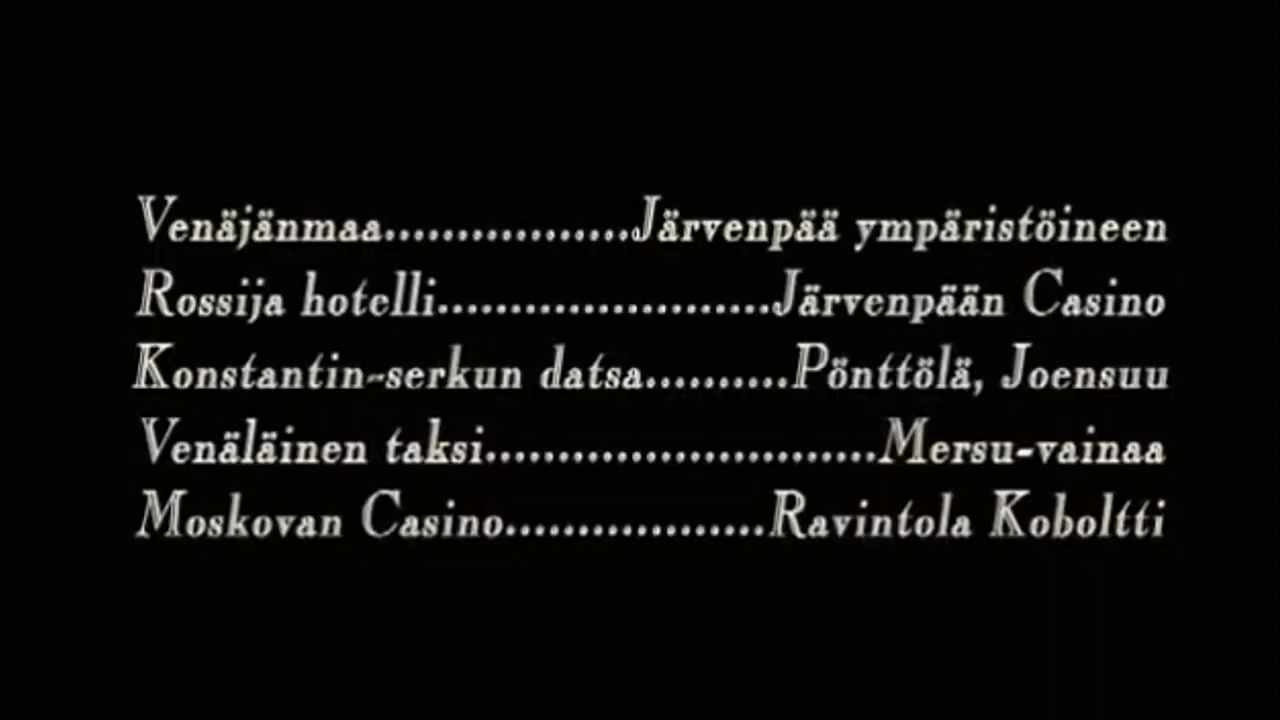 Venäjänmaa.................Järvenpää ympäristöineen
Rossija hotelli.......................Järvenpään Casino
Konstantin-serkun datsa..........Pönttölä, Joensuu
Venäläinen taksi...........................Mersu-vainaa
Moskovan Casino..................Ravintola Koboltti